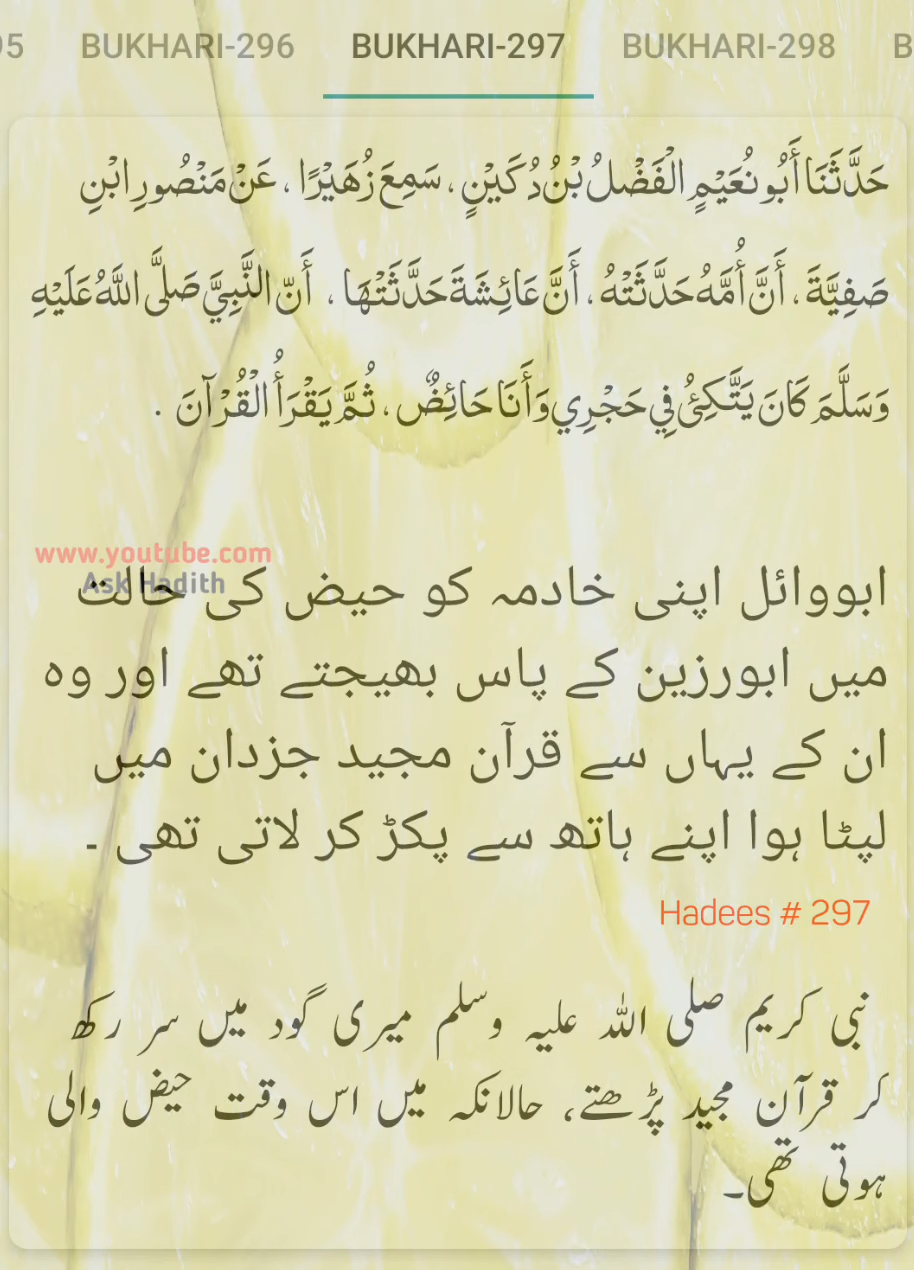 95 BUKHARI-296 BUKHARI-297 BUKHARI-298 B
حَدَّثَنَا أَبُو نُعَيْمٍ الْفَضْلُ بْنُ دُكَيْنٍ ، سَمِعَ زُهَيْرًا ، عَنْ مَنْصُورِ ابْنِ
صَفِيَّةَ ، أَنَّ أُمَّهُ حَدَّثَتْهُ ، أَنَّ عَائِشَةَ حَدَّثَتْهَا ، أَنّ النَّبِيَّ صَلَّى اللَّهُ عَلَيْهِ
وَسَلَّمَ كَانَ يَتَّكِئُ فِي حَجْرِي وَأَنَا حَائِضٌ ، ثُمَّ يَقْرَأُ الْقُرْآنَ .
www.youtube.com
Ask Hadith
ابووائل اپنی خادمہ کو حیض کی حالت
میں ابورزین کے پاس بھیجتے تھے اور وہ
ان کے یہاں سے قرآن مجید جزدان میں
لپٹا ہوا اپنے ہاتھ سے پکڑ کر لاتی تھی ۔
Hadees # 297
نبی کریم صلی اللہ علیہ وسلم میری گود میں سر رکھ
کر قرآن مجید پڑھتے، حالانکہ میں اس وقت حیض والی
ہوتی تھی۔